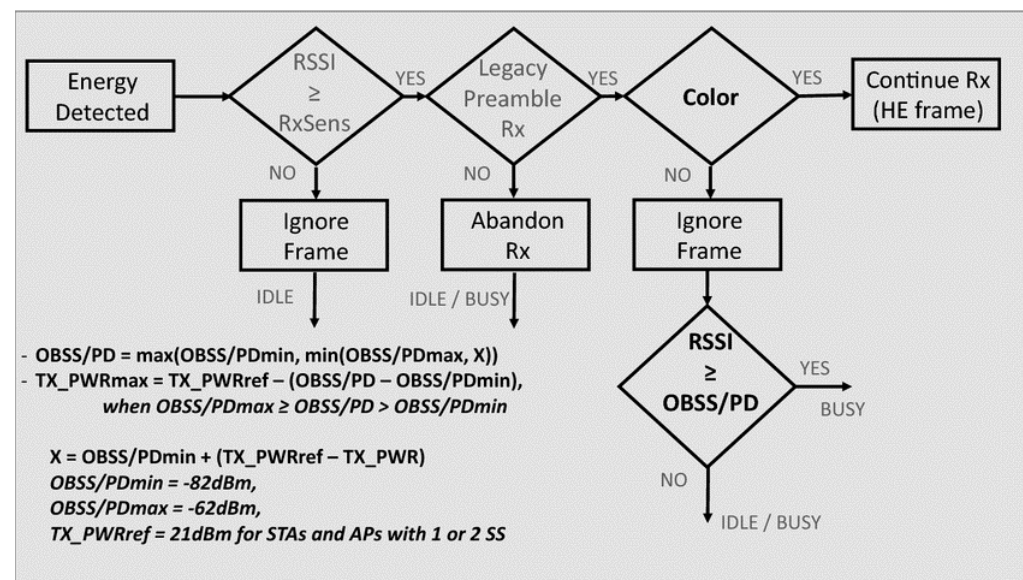 Energy
Detected
RSSI
≥
RxSens
YES
Legacy
Preamble
Rx
YES
Color
YES
Continue Rx
(HE frame)
NO
NO
NO
Ignore
Frame
Abandon
Rx
Ignore
Frame
IDLE
IDLE / BUSY
RSSI
≥
OBSS/PD
YES
BUSY
NO
IDLE / BUSY
- OBSS/PD = max(OBSS/PDmin, min(OBSS/PDmax, X))
- TX_PWRmax = TX_PWRref – (OBSS/PD – OBSS/PDmin),
when OBSS/PDmax ≥ OBSS/PD > OBSS/PDmin
X = OBSS/PDmin + (TX_PWRref – TX_PWR)
OBSS/PDmin = -82dBm,
OBSS/PDmax = -62dBm,
TX_PWRref = 21dBm for STAs and APs with 1 or 2 SS